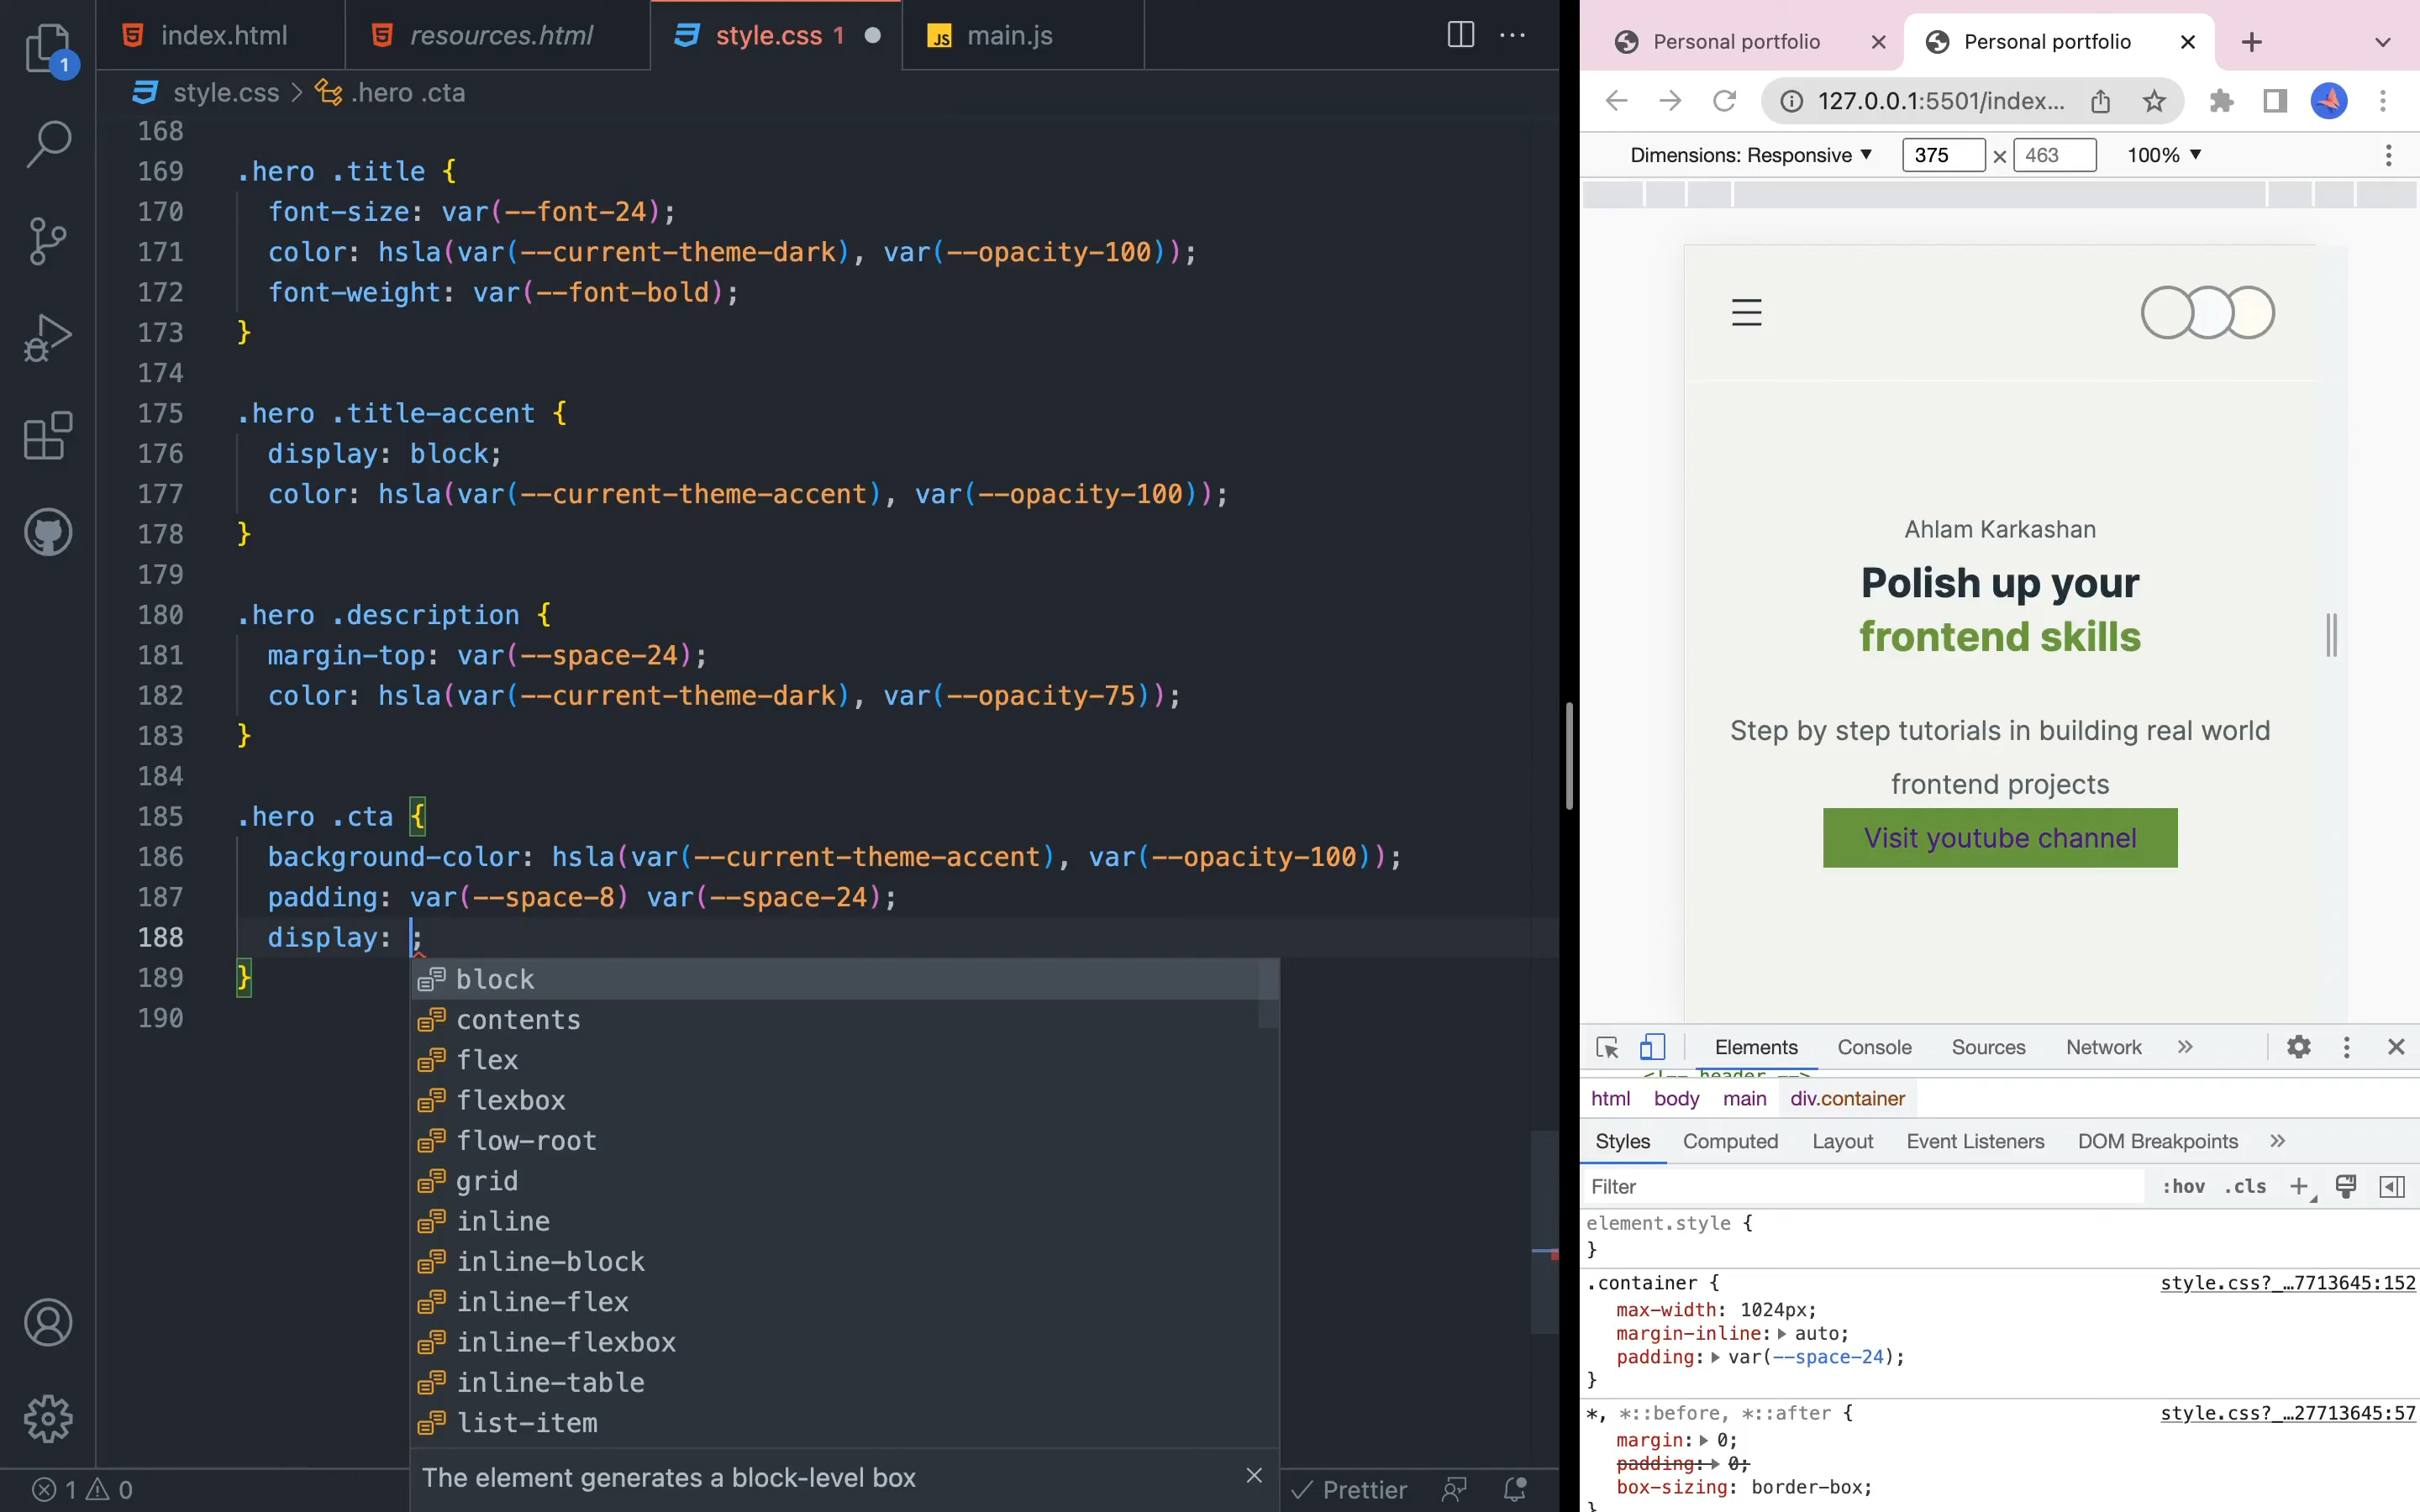 index.html
resources.html
style.css 1
main.js
1
style.css > .hero .cta
168
169 .hero .title {
170 font-size: var(--font-24);
171 color: hsla(var(--current-theme-dark), var(--opacity-100));
172 font-weight: var(--font-bold);
173 }
174
175 .hero .title-accent {
176 display: block;
177 color: hsla(var(--current-theme-accent), var(--opacity-100));
178 }
179
180 .hero .description {
181 margin-top: var(--space-24);
182 color: hsla(var(--current-theme-dark), var(--opacity-75));
183 }
184
185 .hero .cta {
186 background-color: hsla(var(--current-theme-accent), var(--opacity-100));
187 padding: var(--space-8) var(--space-24);
188 display: ;
189 }
190
block
contents
flex
flexbox
flow-root
grid
inline
inline-block
inline-flex
inline-flexbox
inline-table
list-item
The element generates a block-level box
1 0
Prettier
Personal portfolio
Personal portfolio
127.0.0.1:5501/index...
Dimensions: Responsive ▼ 375 × 463 100% ▼
Ahlam Karkashan
Polish up your
frontend skills
Step by step tutorials in building real world
frontend projects
Visit youtube channel
Elements Console Sources Network »
<!-- header -->
html body main div.container
Styles Computed Layout Event Listeners DOM Breakpoints »
Filter :hov .cls +
element.style {
}
.container { style.css?_…7713645:152
max-width: 1024px;
margin-inline: ▶ auto;
padding: ▶ var(--space-24);
}
*, *::before, *::after { style.css?_…27713645:57
margin: ▶ 0;
padding: ▶ 0;
box-sizing: border-box;
}